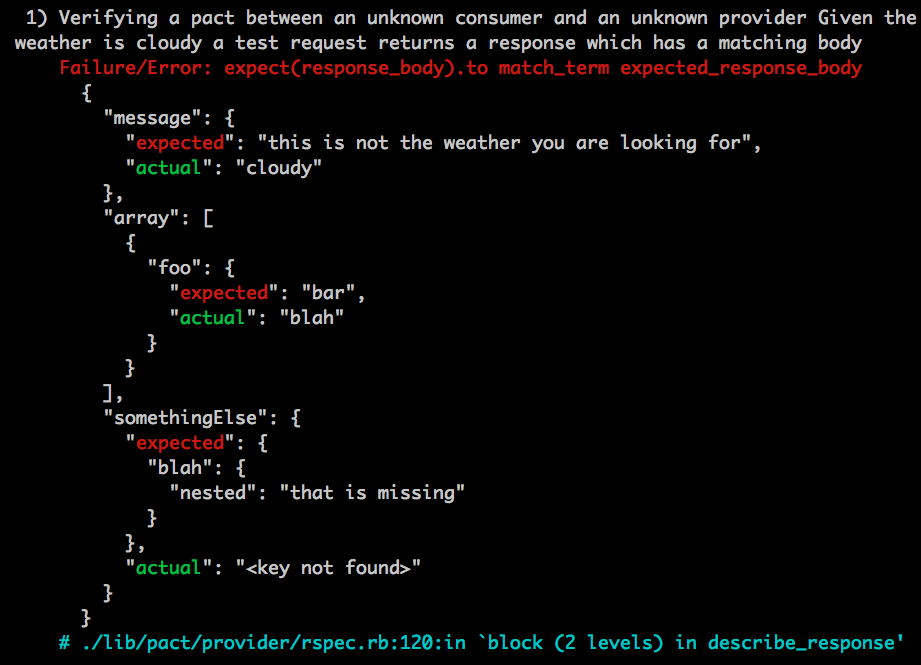 1) Verifying a pact between an unknown consumer and an unknown provider Given the
weather is cloudy a test request returns a response which has a matching body
Failure/Error: expect(response_body).to match_term expected_response_body
{
"message": {
"expected": "this is not the weather you are looking for",
"actual": "cloudy"
},
"array": [
{
"foo": {
"expected": "bar",
"actual": "blah"
}
}
],
"somethingElse": {
"expected": {
"blah": {
"nested": "that is missing"
}
},
"actual": "<key not found>"
}
}
# ./lib/pact/provider/rspec.rb:120:in `block (2 levels) in describe_response'